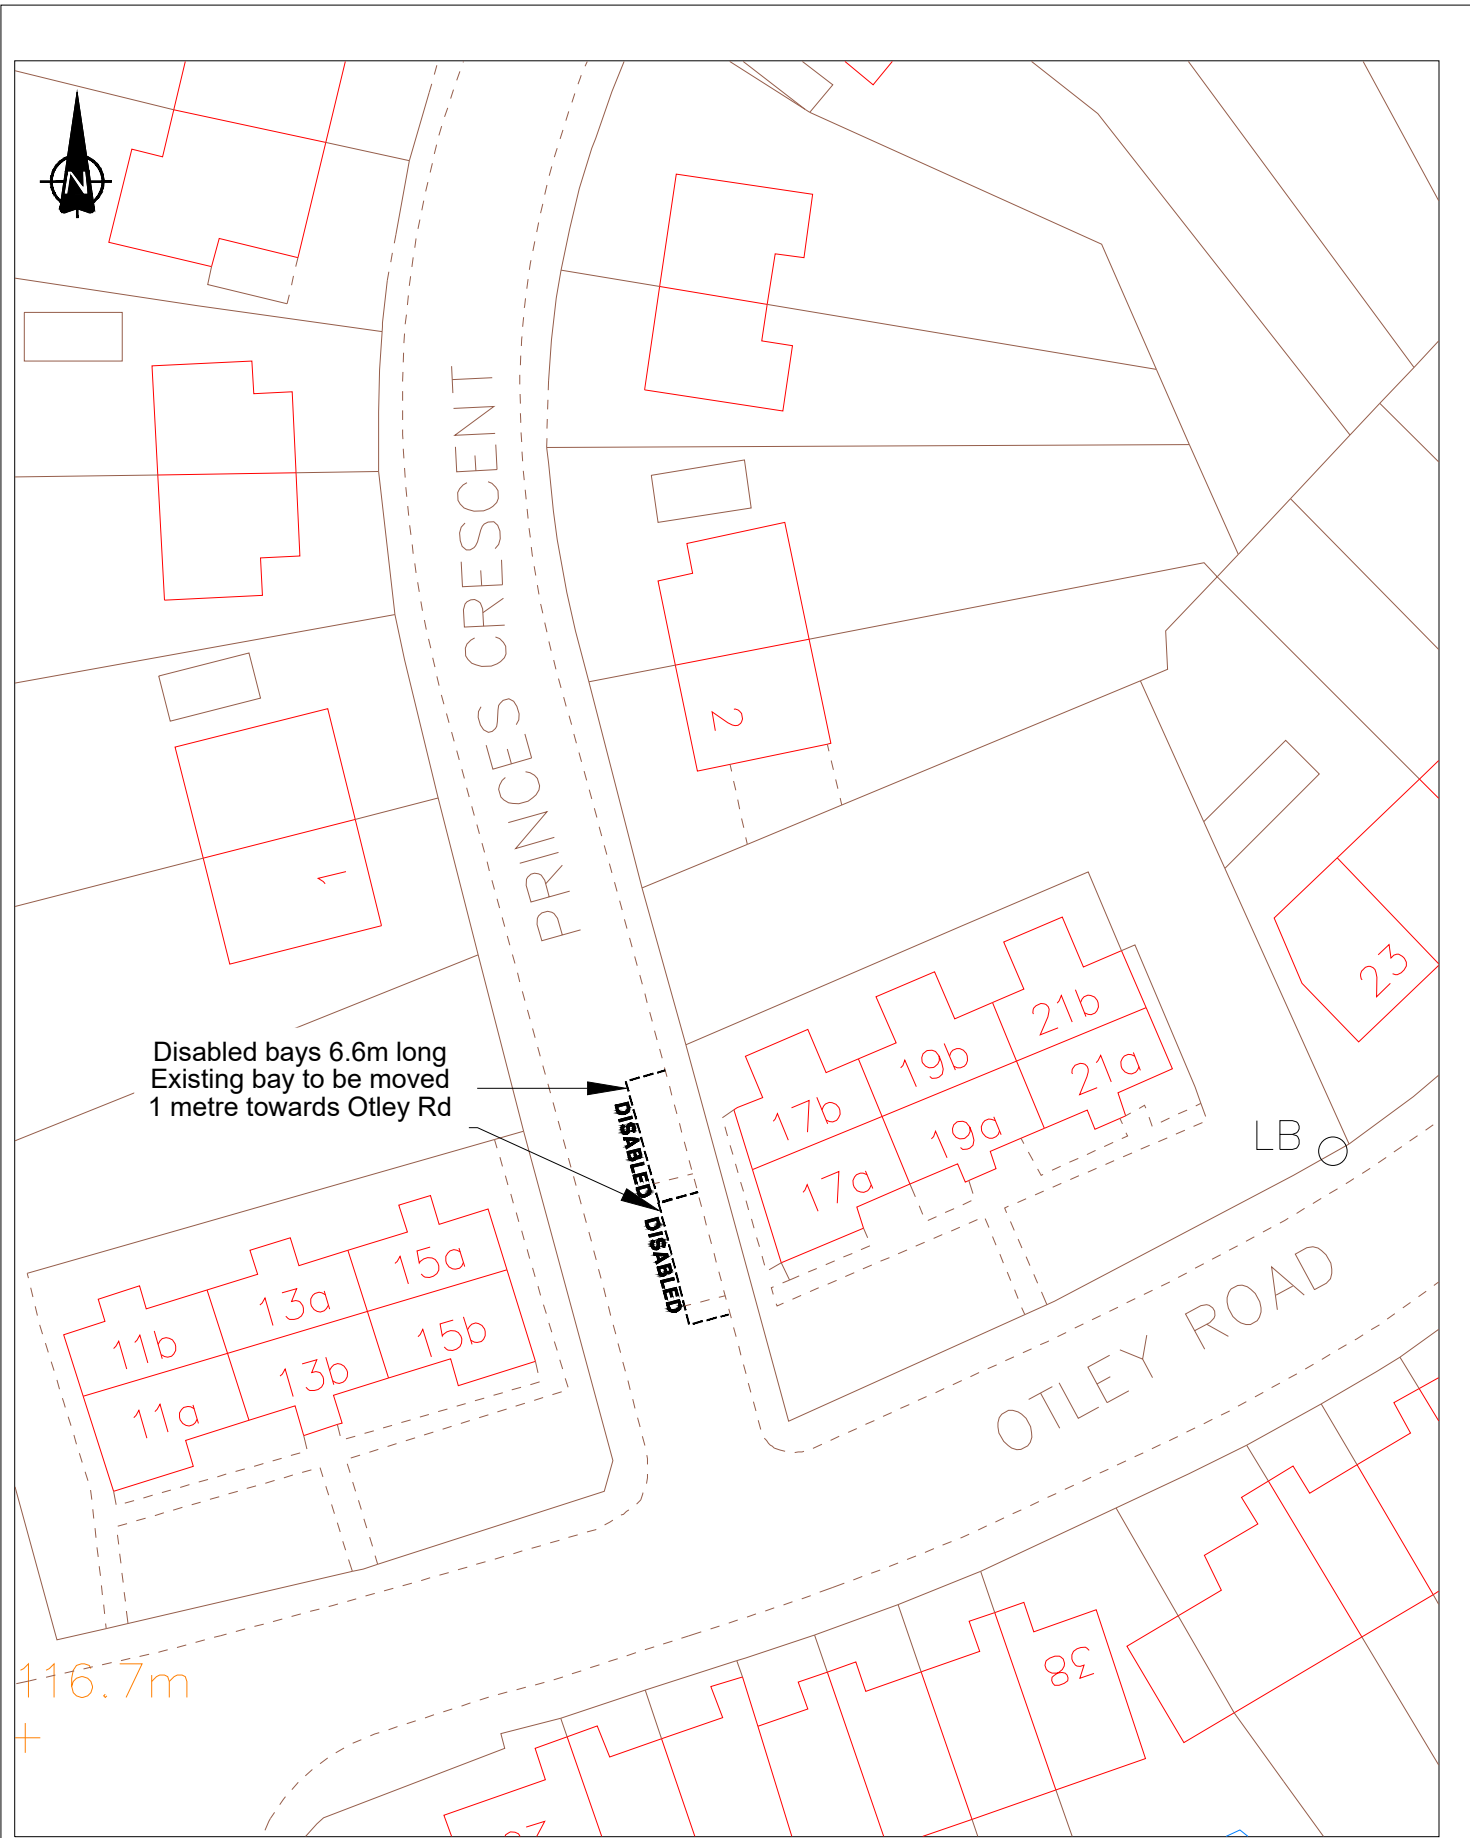 N
PRINCES CRESCENT
2
1
23
Disabled bays 6.6m long
Existing bay to be moved
1 metre towards Otley Rd
DISABLED
DISABLED
17b
19b
21b
17a
19a
21a
LB
11b
13a
15a
11a
13b
15b
OTLEY ROAD
116.7m
38